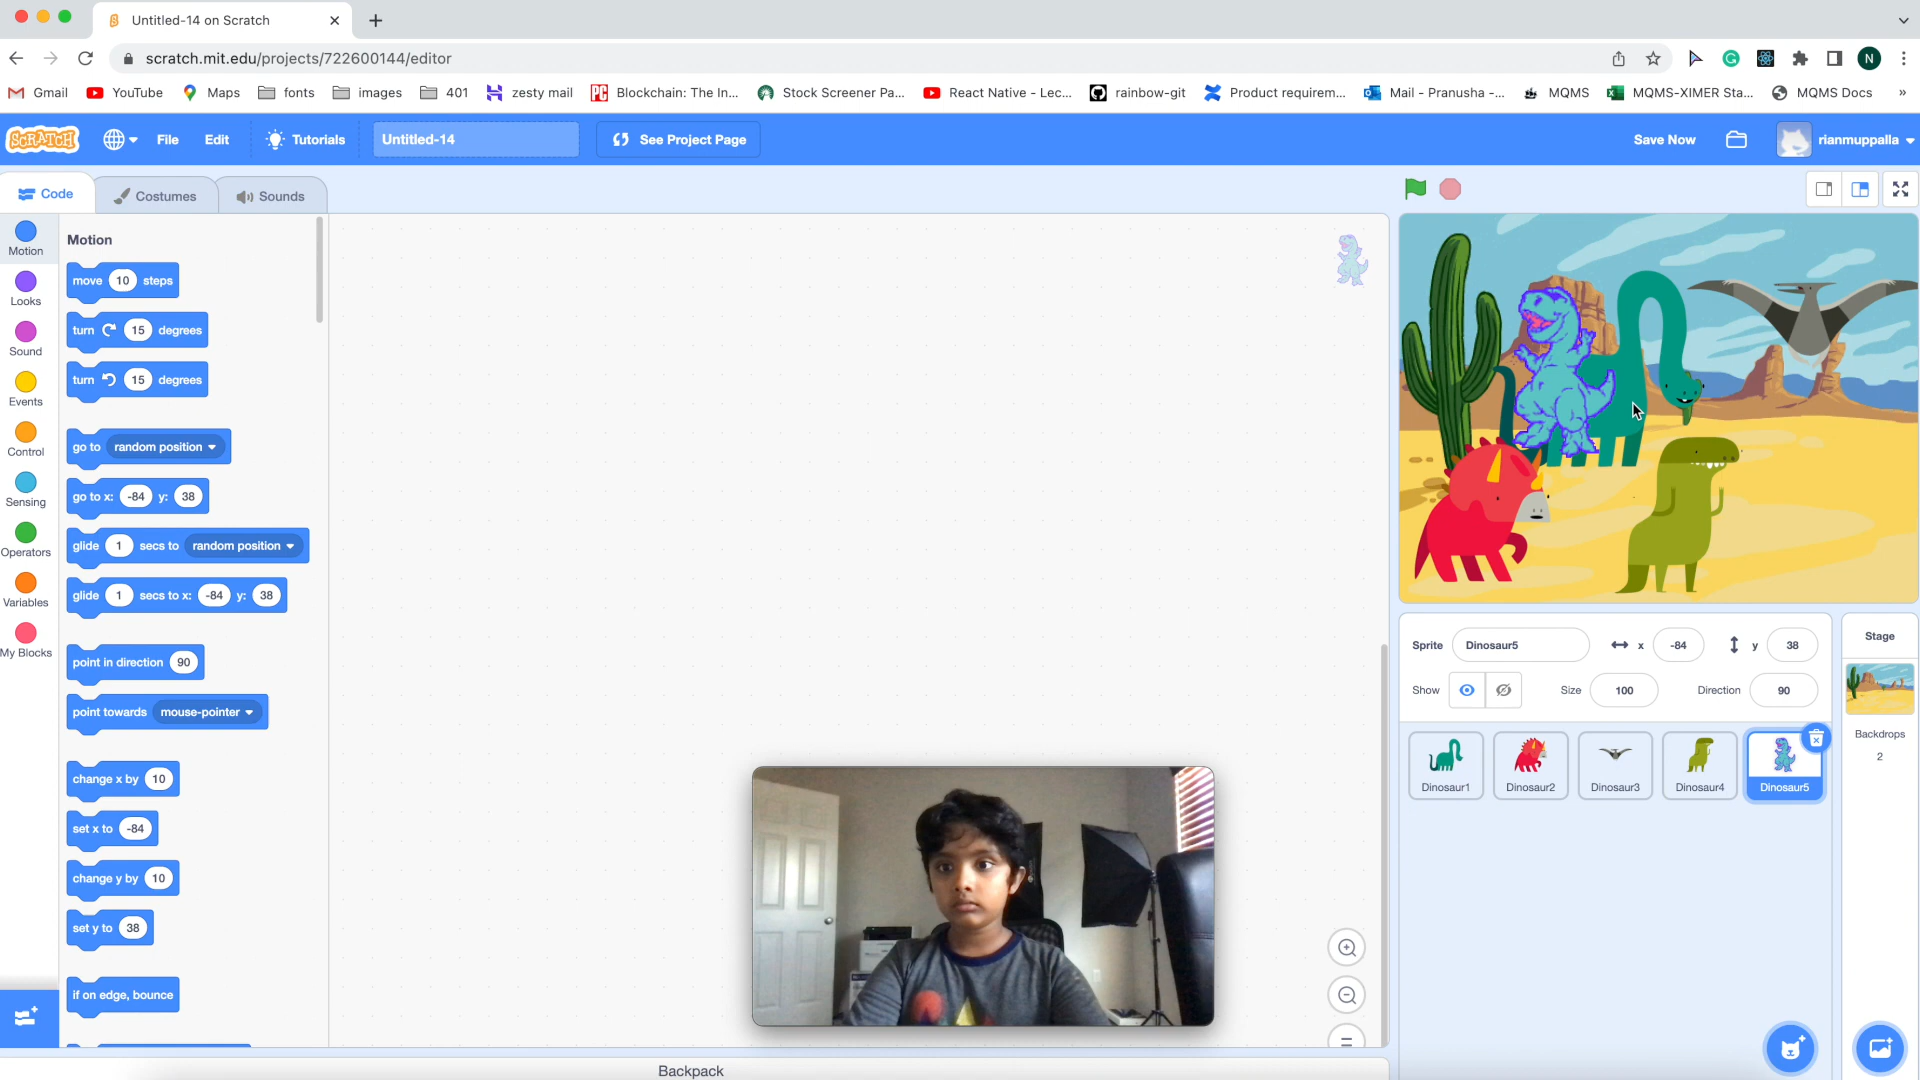 Untitled-14 on Scratch
scratch.mit.edu/projects/722600144/editor
N
Gmail YouTube Maps fonts images 401 zesty mail Blockchain: The In... Stock Screener Pa... React Native - Lec... rainbow-git Product requirem... Mail - Pranusha -... MQMS MQMS-XIMER Sta... MQMS Docs »
SCRATCH File Edit Tutorials Untitled-14 See Project Page Save Now rianmuppalla
Code Costumes Sounds
Motion
Looks
Sound
Events
Control
Sensing
Operators
Variables
My Blocks
Motion
move 10 steps
turn 15 degrees
turn 15 degrees
go to random position
go to x: -84 y: 38
glide 1 secs to random position
glide 1 secs to x: -84 y: 38
point in direction 90
point towards mouse-pointer
change x by 10
set x to -84
change y by 10
set y to 38
if on edge, bounce
Backpack
Sprite Dinosaur5 x -84 y 38
Show Size 100 Direction 90
Dinosaur1 Dinosaur2 Dinosaur3 Dinosaur4 Dinosaur5
Stage
Backdrops
2